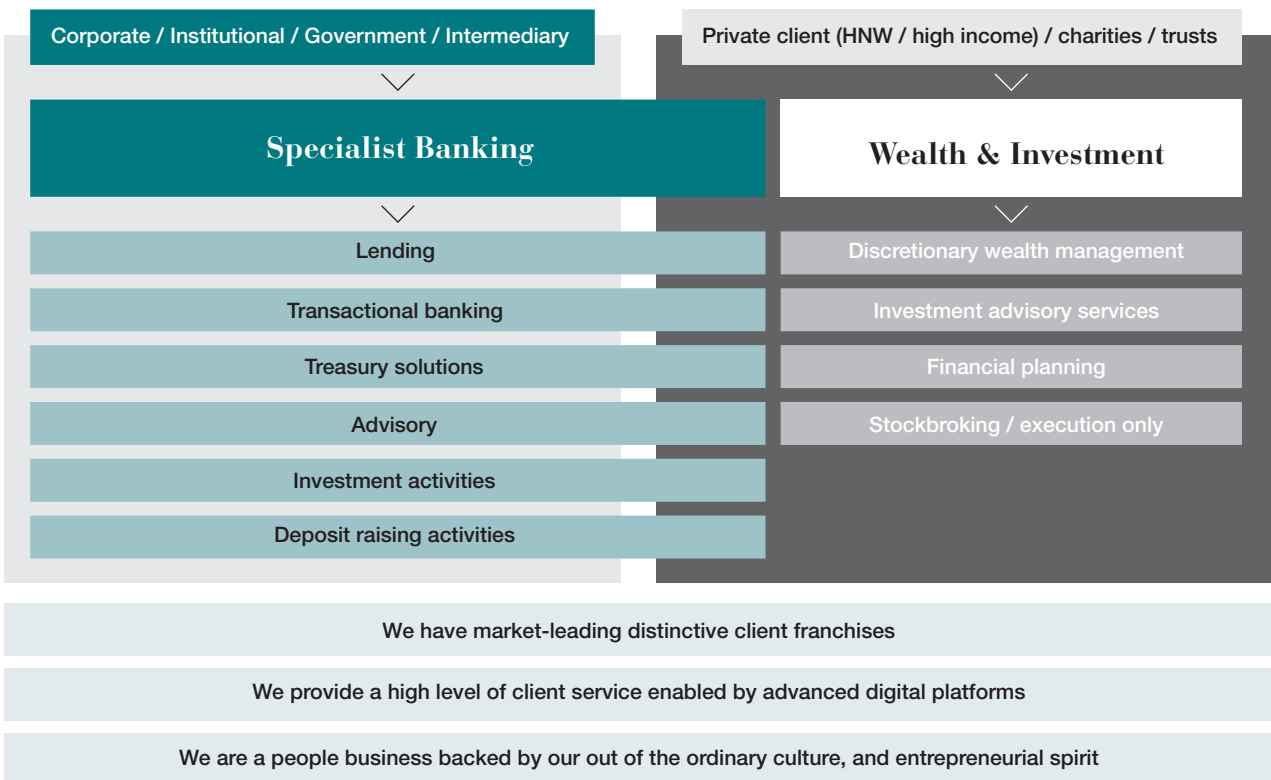 Corporate / Institutional / Government / Intermediary
Private client (HNW / high income) / charities / trusts
Specialist Banking
Wealth & Investment
Lending
Transactional banking
Treasury solutions
Advisory
Investment activities
Deposit raising activities
Discretionary wealth management
Investment advisory services
Financial planning
Stockbroking / execution only
We have market-leading distinctive client franchises
We provide a high level of client service enabled by advanced digital platforms
We are a people business backed by our out of the ordinary culture, and entrepreneurial spirit